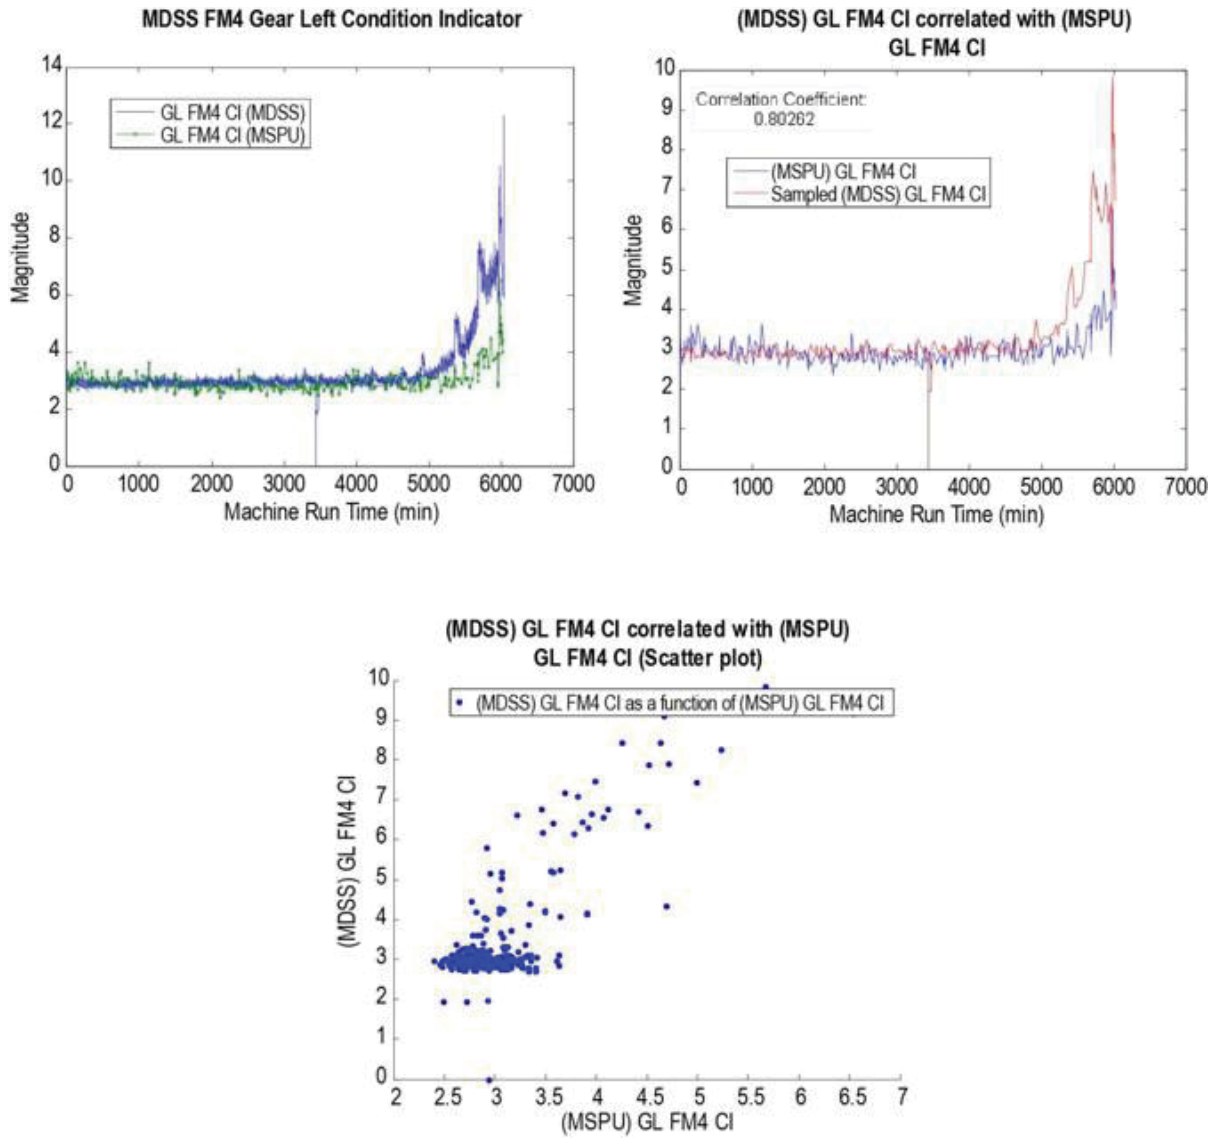 MDSS FM4 Gear Left Condition Indicator
14
12
10
8
6
4
2
0
Magnitude
GL FM4 CI (MDSS)
GL FM4 CI (MSPU)
0 1000 2000 3000 4000 5000 6000 7000
Machine Run Time (min)
(MDSS) GL FM4 CI correlated with (MSPU)
GL FM4 CI
10
9
8
7
6
5
4
3
2
1
0
Magnitude
Correlation Coefficient:
0.80262
(MSPU) GL FM4 CI
Sampled (MDSS) GL FM4 CI
0 1000 2000 3000 4000 5000 6000 7000
Machine Run Time (min)
(MDSS) GL FM4 CI correlated with (MSPU)
GL FM4 CI (Scatter plot)
10
9
8
7
6
5
4
3
2
1
0
(MDSS) GL FM4 CI
(MDSS) GL FM4 CI as a function of (MSPU) GL FM4 CI
2 2.5 3 3.5 4 4.5 5 5.5 6 6.5 7
(MSPU) GL FM4 CI